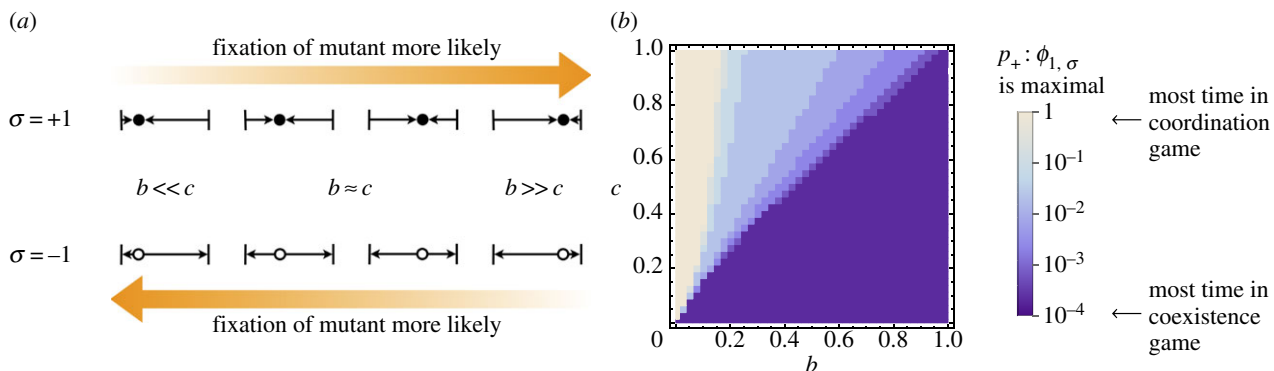 (a)
fixation of mutant more likely
σ = +1
b << c
b ≈ c
b >> c
σ = –1
fixation of mutant more likely
(b)
1.0
0.8
0.6
c
0.4
0.2
0
0.2
0.4
0.6
0.8
1.0
b
p+ : ϕ1, σ
is maximal
1
10–1
10–2
10–3
10–4
most time in
coordination
game
most time in
coexistence
game